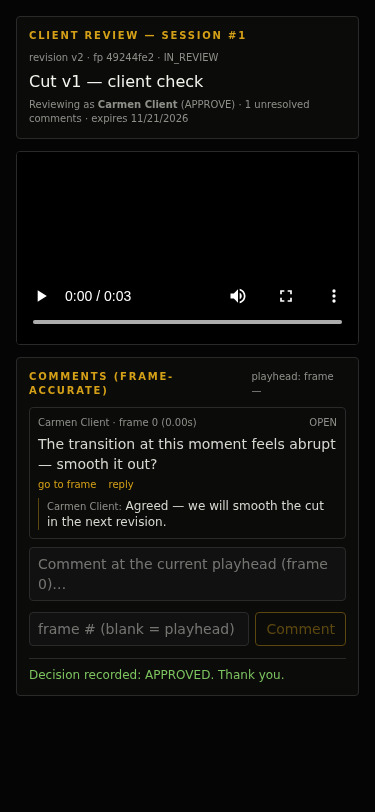 CLIENT REVIEW — SESSION #1
revision v2 · fp 49244fe2 · IN_REVIEW
Cut v1 — client check
Reviewing as Carmen Client (APPROVE) · 1 unresolved
comments · expires 11/21/2026
0:00 / 0:03
COMMENTS (FRAME-
ACCURATE)
playhead: frame
—
Carmen Client · frame 0 (0.00s)
OPEN
The transition at this moment feels abrupt
— smooth it out?
go to frame reply
Carmen Client: Agreed — we will smooth the cut
in the next revision.
Comment at the current playhead (frame
0)…
frame # (blank = playhead)
Comment
Decision recorded: APPROVED. Thank you.